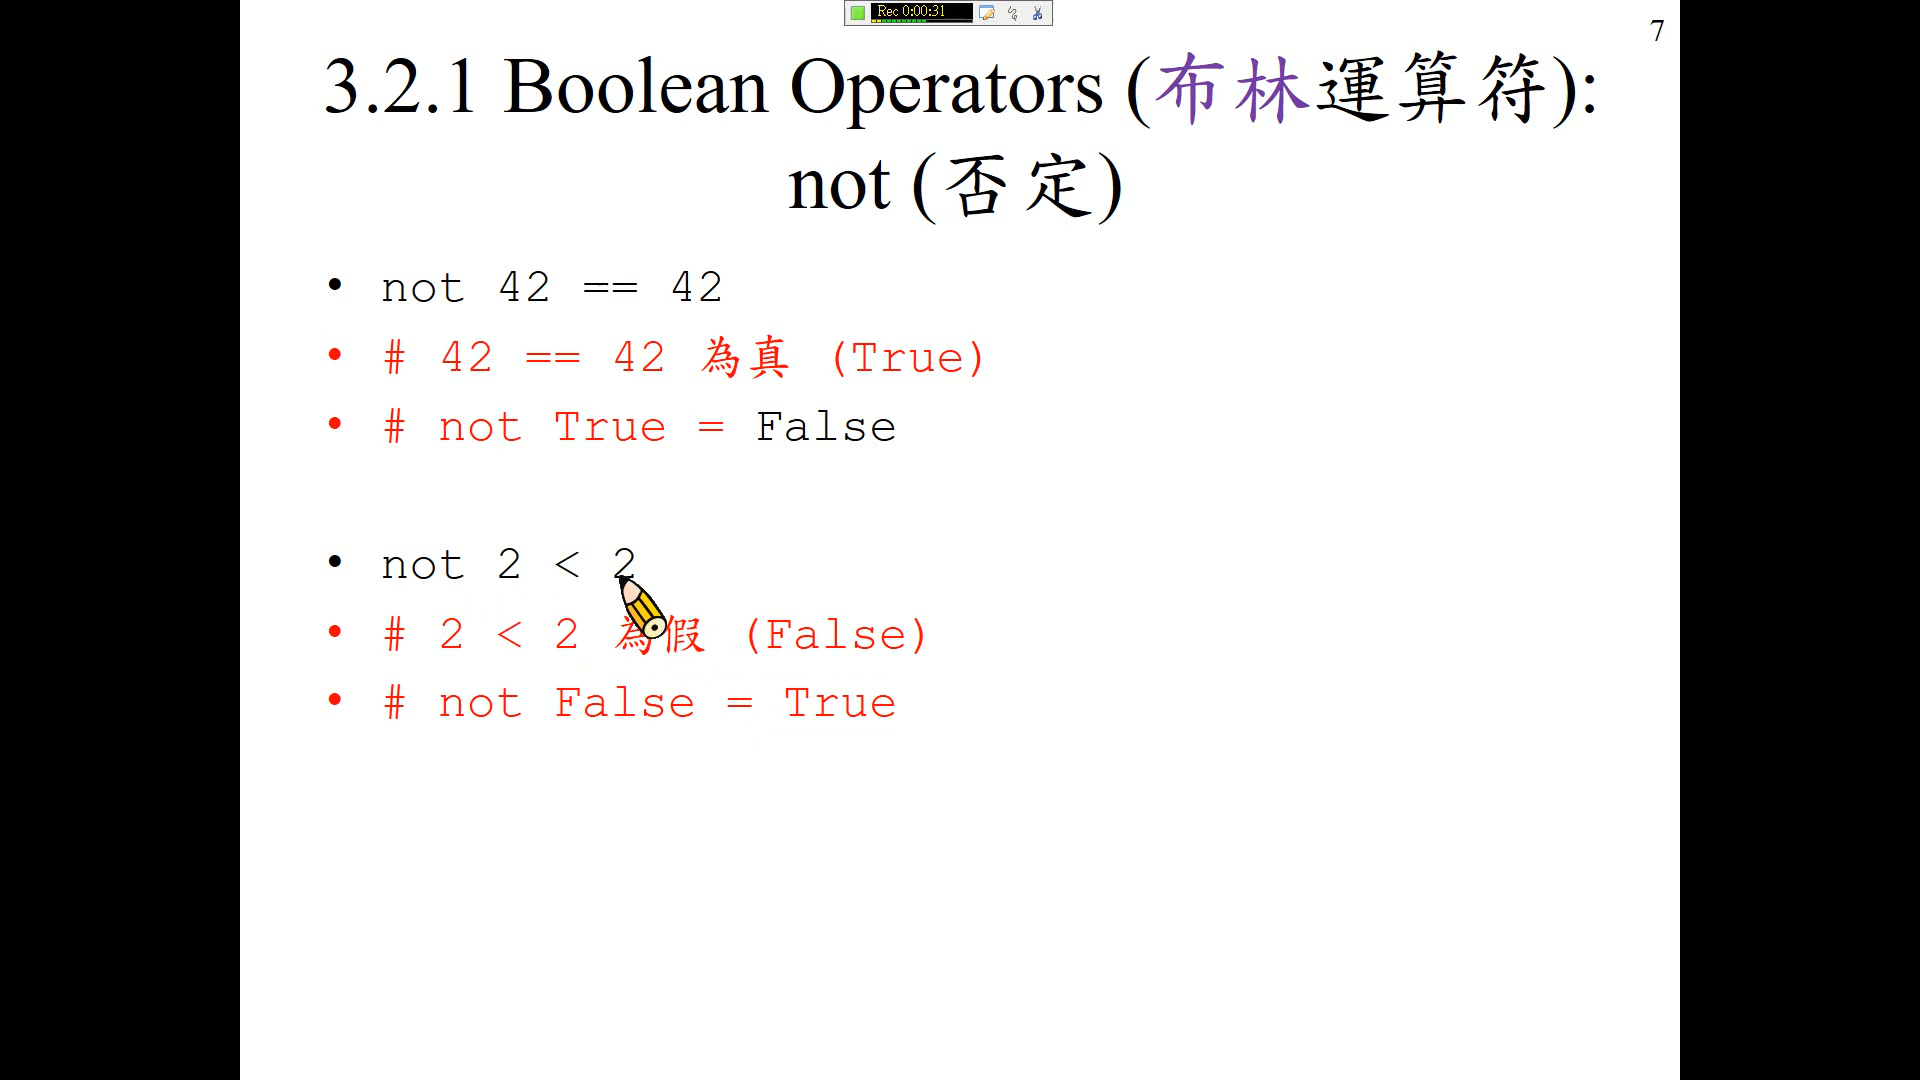 Rec 0:00:31
7
3.2.1 Boolean Operators (布林運算符):
not (否定)
• not 42 == 42
• # 42 == 42 為真 (True)
• # not True = False
• not 2 < 2
• # 2 < 2 為假 (False)
• # not False = True